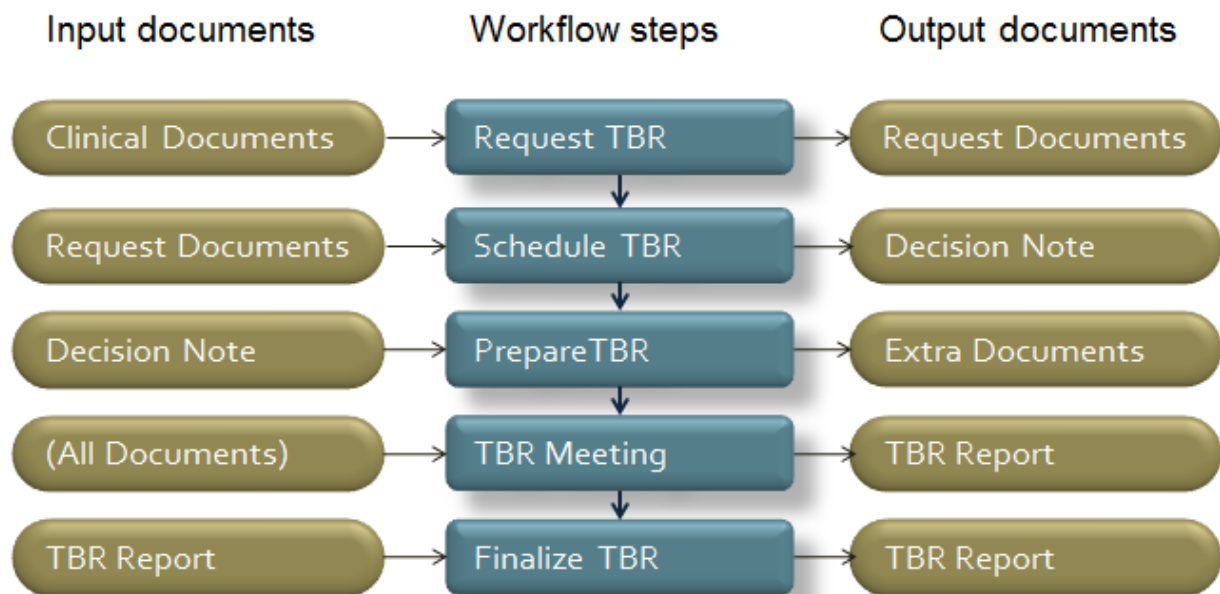 Input documents
Workflow steps
Output documents
Clinical Documents
Request TBR
Request Documents
Request Documents
Schedule TBR
Decision Note
Decision Note
PrepareTBR
Extra Documents
(All Documents)
TBR Meeting
TBR Report
TBR Report
Finalize TBR
TBR Report